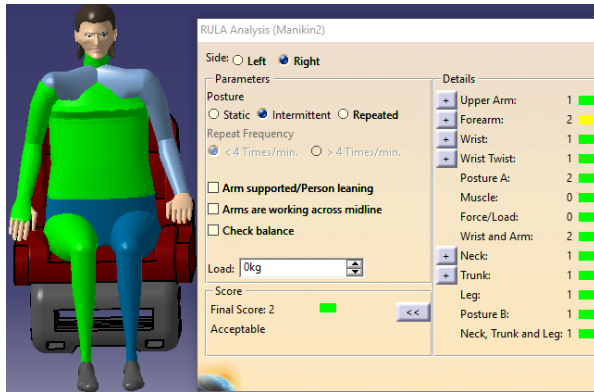 RULA Analysis (Manikin2)
Side: Left Right
Parameters
Posture
Static Intermittent Repeated
Repeat Frequency
< 4 Times/min. > 4 Times/min.
Arm supported/Person leaning
Arms are working across midline
Check balance
Load: 0kg
Score
Final Score: 2 <<
Acceptable
Details
+ Upper Arm: 1
+ Forearm: 2
+ Wrist: 1
+ Wrist Twist: 1
Posture A: 2
Muscle: 0
Force/Load: 0
Wrist and Arm: 2
+ Neck: 1
+ Trunk: 1
Leg: 1
Posture B: 1
Neck, Trunk and Leg: 1